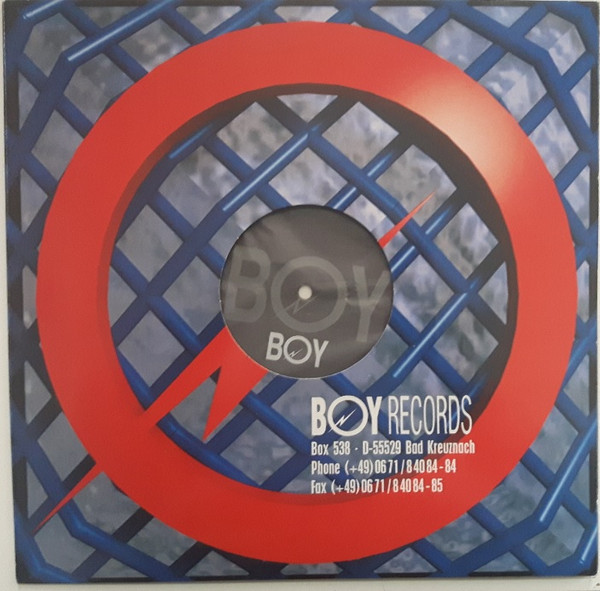 BOY
BOY
BOY RECORDS
Box 538 - D-55529 Bad Kreuznach
Phone (+49)0671/84084-84
Fax (+49)0671/84084-85